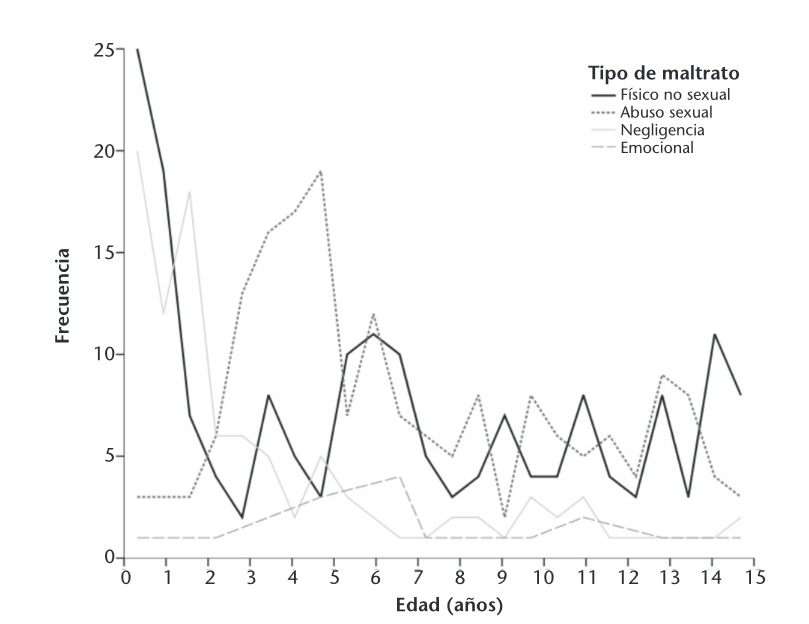 Tipo de maltrato
Físico no sexual
Abuso sexual
Negligencia
Emocional
Frecuencia
25
20
15
10
5
0
0 1 2 3 4 5 6 7 8 9 10 11 12 13 14 15
Edad (años)